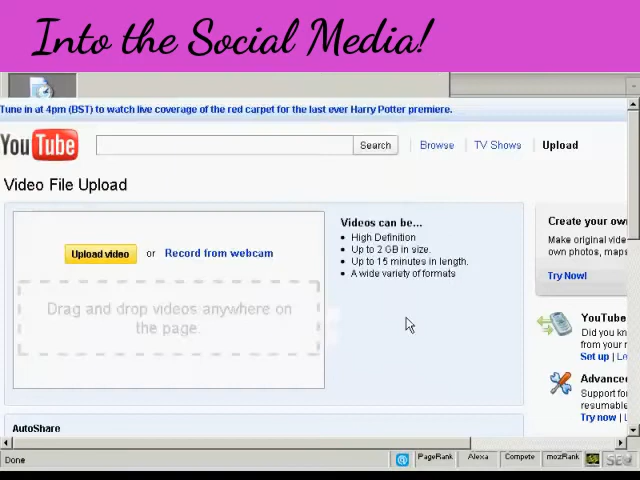 Into the Social Media!
Tune in at 4pm (BST) to watch live coverage of the red carpet for the last ever Harry Potter premiere.
YouTube Search Browse TV Shows Upload
Video File Upload
Upload video or Record from webcam
Drag and drop videos anywhere on
the page.
Videos can be...
High Definition
Up to 2 GB in size.
Up to 15 minutes in length.
A wide variety of formats
Create your own
Make original vide
own photos, maps
Try Now!
YouTube
Did you kn
from your m
Set up | Le
Advance
Support fo
resumable
Try now |
AutoShare
Done PageRank Alexa Compete mozRank SEO